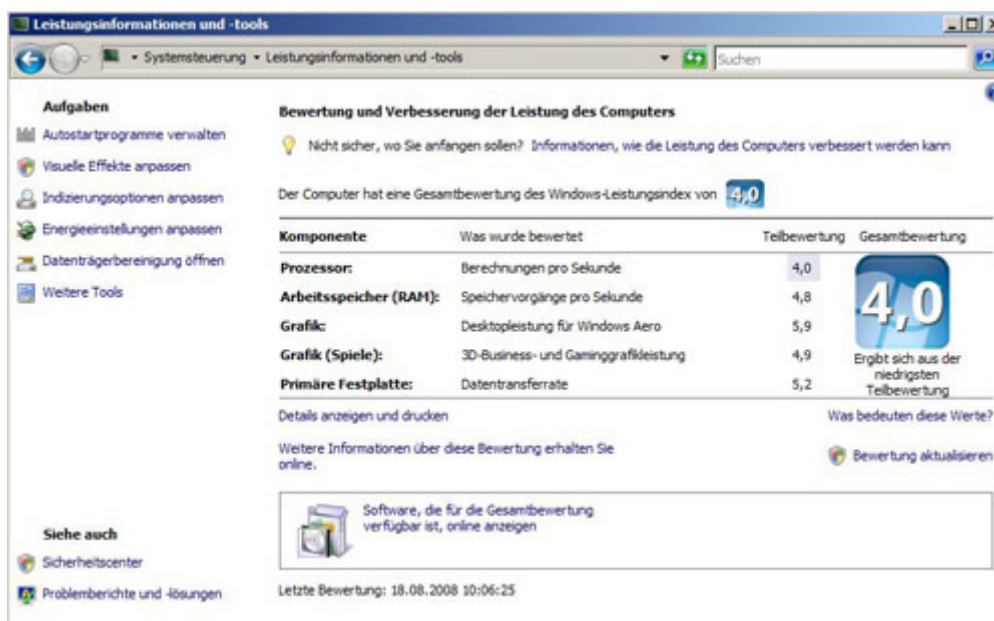 Leistungsinformationen und -tools
Systemsteuerung Leistungsinformationen und -tools Suchen
Aufgaben
Autostartprogramme verwalten
Visuelle Effekte anpassen
Indizierungsoptionen anpassen
Energieeinstellungen anpassen
Datenträgerbereinigung öffnen
Weitere Tools
Siehe auch
Sicherheitscenter
Problemberichte und -lösungen
Bewertung und Verbesserung der Leistung des Computers
Nicht sicher, wo Sie anfangen sollen? Informationen, wie die Leistung des Computers verbessert werden kann
Der Computer hat eine Gesamtbewertung des Windows-Leistungsindex von 4,0
Komponente Was wurde bewertet Teilbewertung Gesamtbewertung
Prozessor: Berechnungen pro Sekunde 4,0
Arbeitsspeicher (RAM): Speichervorgänge pro Sekunde 4,8
Grafik: Desktopleistung für Windows Aero 5,9
Grafik (Spiele): 3D-Business- und Gaminggrafikleistung 4,9
Primäre Festplatte: Datentransferrate 5,2
4,0
Ergibt sich aus der
niedrigsten
Teilbewertung
Details anzeigen und drucken
Was bedeuten diese Werte?
Weitere Informationen über diese Bewertung erhalten Sie
online.
Bewertung aktualisieren
Software, die für die Gesamtbewertung
verfügbar ist, online anzeigen
Letzte Bewertung: 18.08.2008 10:06:25